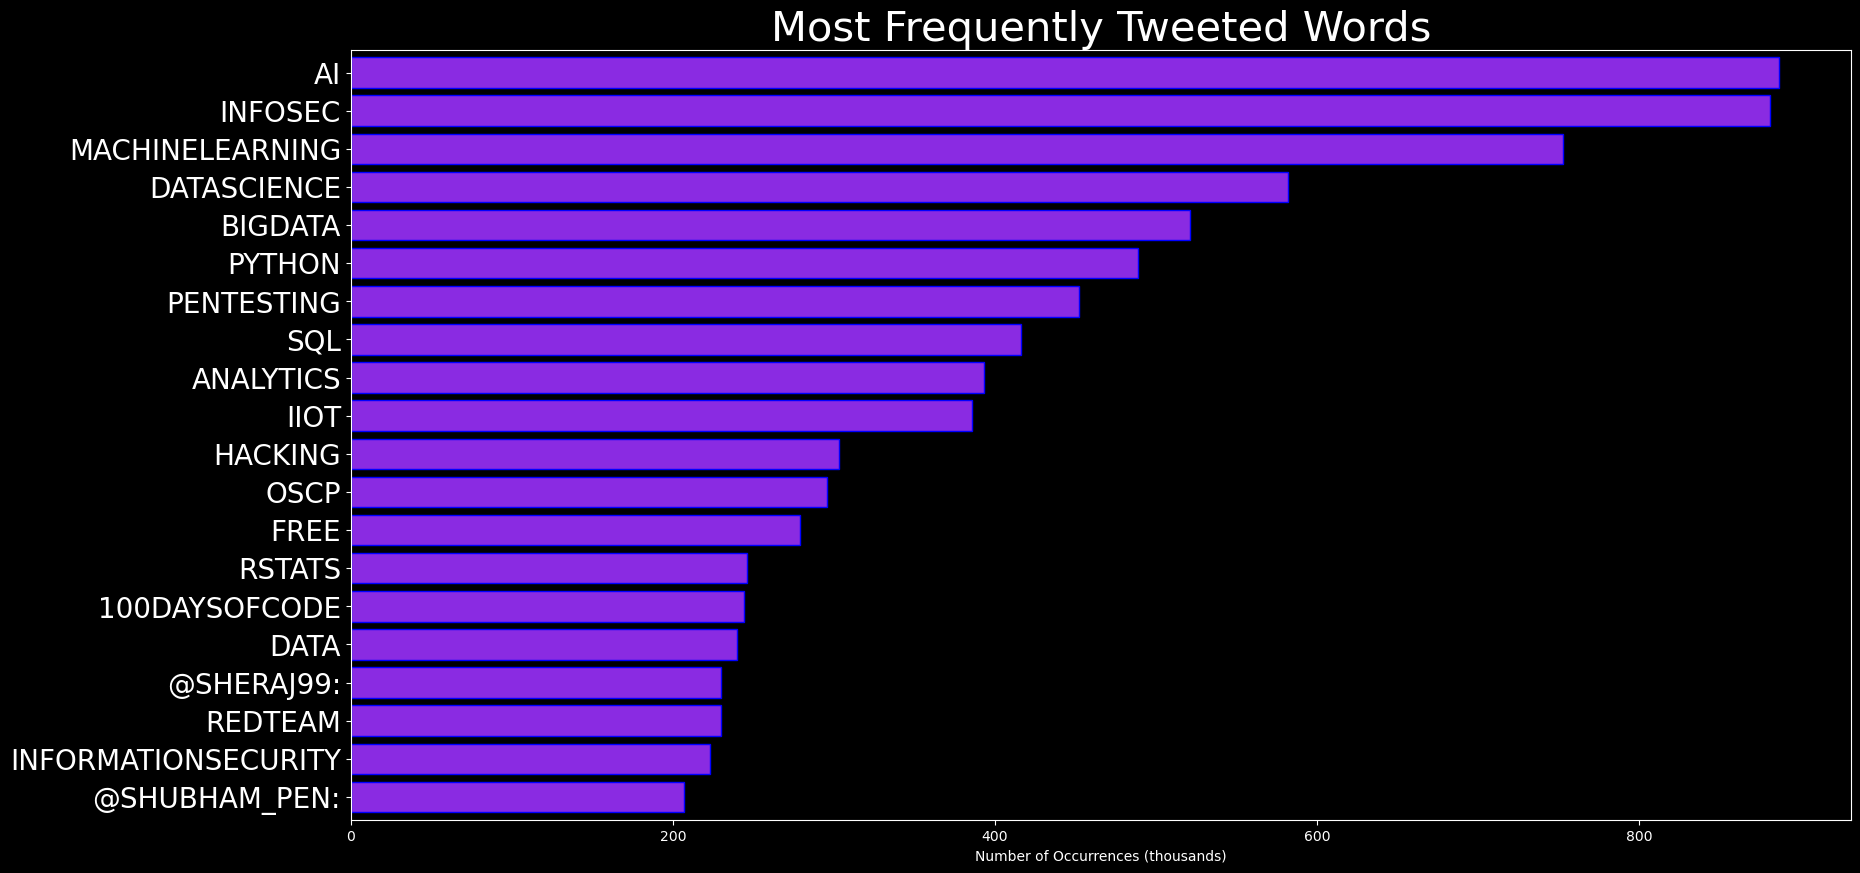 Most Frequently Tweeted Words
AI
INFOSEC
MACHINELEARNING
DATASCIENCE
BIGDATA
PYTHON
PENTESTING
SQL
ANALYTICS
IIOT
HACKING
OSCP
FREE
RSTATS
100DAYSOFCODE
DATA
@SHERAJ99:
REDTEAM
INFORMATIONSECURITY
@SHUBHAM_PEN:
0 200 400 600 800
Number of Occurrences (thousands)